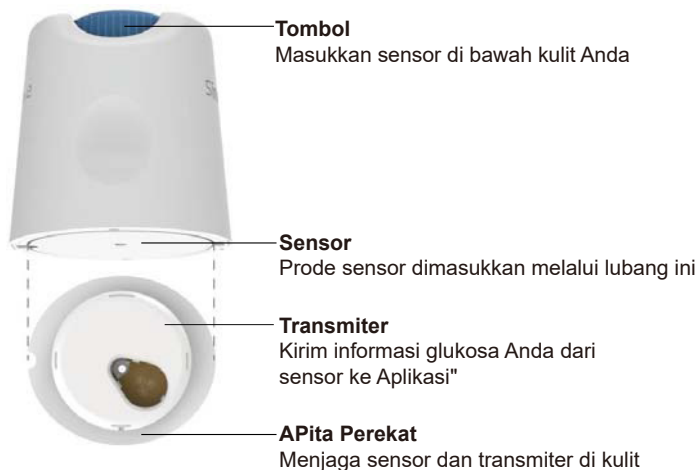 Tombol
Masukkan sensor di bawah kulit Anda
Sensor
Prode sensor dimasukkan melalui lubang ini
Transmiter
Kirim informasi glukosa Anda dari
sensor ke Aplikasi"
APita Perekat
Menjaga sensor dan transmiter di kulit